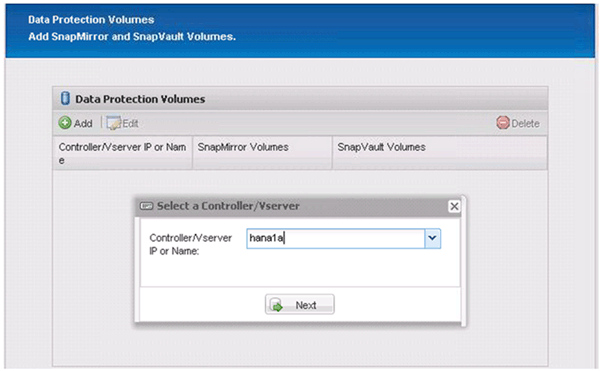 Data Protection Volumes
Add SnapMirror and SnapVault Volumes.
Data Protection Volumes
Add Edit Delete
Controller/Vserver IP or Nam SnapMirror Volumes SnapVault Volumes
e
Select a Controller/Vserver
Controller/Vserver hana1a
IP or Name:
Next